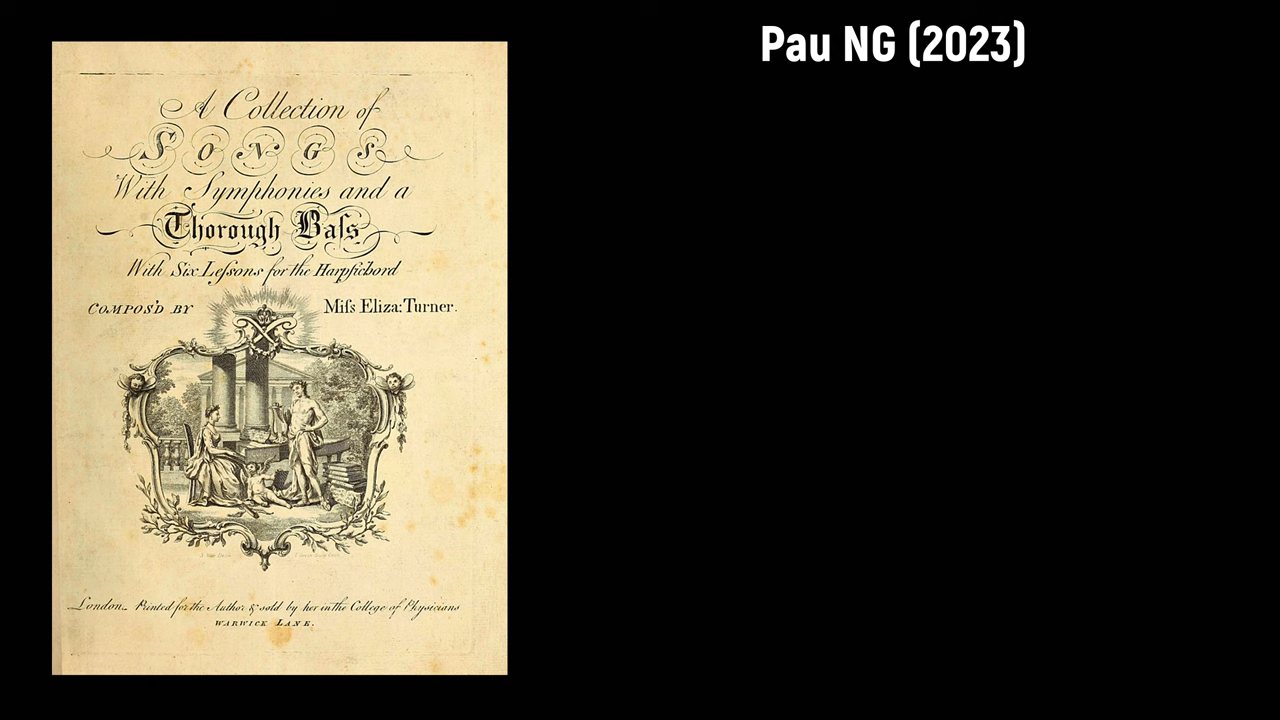 Pau NG (2023)
A Collection of
SONGS
With Symphonies and a
Thorough Baſs
With Six Leſsons for the Harpſichord
COMPOS'D BY Miſs Eliza: Turner.
London. Printed for the Author & sold by her in the College of Phyſicians
WARWICK LANE.